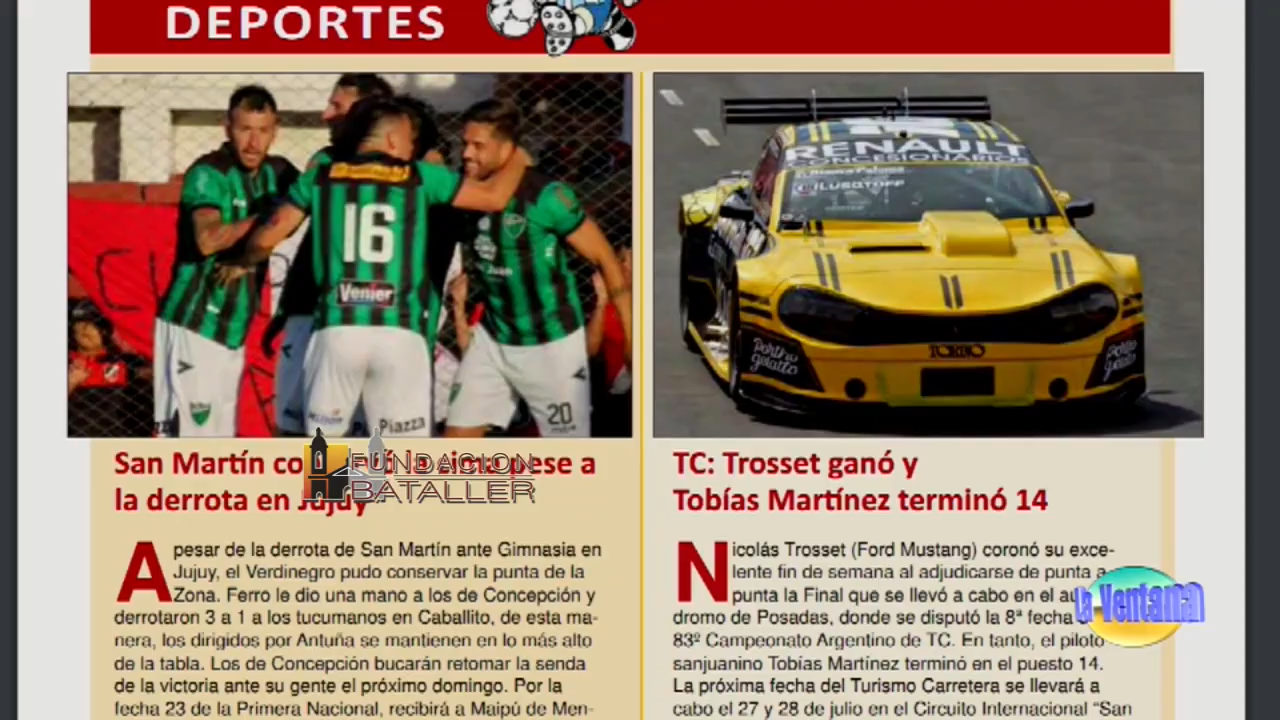 DEPORTES
16
Venier
Piazza
20
RENAULT
CONCESIONARIOS
LUSQTOFF
TORINO
Portho
gelatto
Portho
gelatto
San Martín pese a
la derrota en Jujuy
FUNDACION
BATALLER
A pesar de la derrota de San Martín ante Gimnasia en
Jujuy, el Verdinegro pudo conservar la punta de la
Zona. Ferro le dio una mano a los de Concepción y
derrotaron 3 a 1 a los tucumanos en Caballito, de esta ma-
nera, los dirigidos por Antuña se mantienen en lo más alto
de la tabla. Los de Concepción bucarán retomar la senda
de la victoria ante su gente el próximo domingo. Por la
fecha 23 de la Primera Nacional, recibirá a Maipú de Men-
TC: Trosset ganó y
Tobías Martínez terminó 14
Nicolás Trosset (Ford Mustang) coronó su exce-
lente fin de semana al adjudicarse de punta a
punta la Final que se llevó a cabo en el
dromo de Posadas, donde se disputó la 8ª fecha
83º Campeonato Argentino de TC. En tanto, el piloto
sanjuanino Tobías Martínez terminó en el puesto 14.
La próxima fecha del Turismo Carretera se llevará a
cabo el 27 y 28 de julio en el Circuito Internacional “San
la Ventana